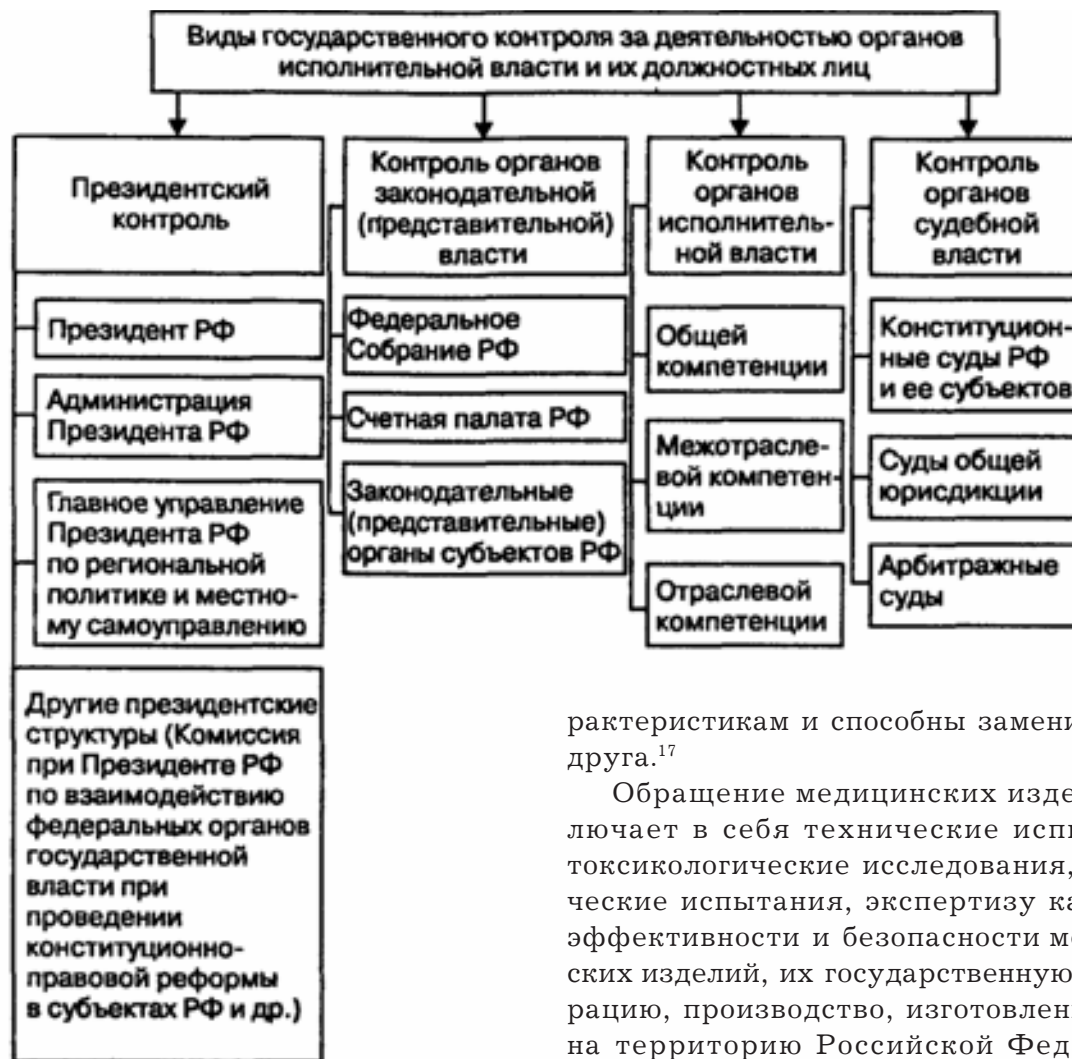 Виды государственного контроля за деятельностью органов
исполнительной власти и их должностных лиц
Президентский
контроль
Президент РФ
Администрация
Президента РФ
Главное управление
Президента РФ
по региональной
политике и местно-
му самоуправлению
Другие президентские
структуры (Комиссия
при Президенте РФ
по взаимодействию
федеральных органов
государственной
власти при
проведении
конституционно-
правовой реформы
в субъектах РФ и др.)
Контроль органов
законодательной
(представительной)
власти
Федеральное
Собрание РФ
Счетная палата РФ
Законодательные
(представительные)
органы субъектов РФ
Контроль
органов
исполнитель-
ной власти
Общей
компетенции
Межотрасле-
вой компетен-
ции
Отраслевой
компетенции
Контроль
органов
судебной
власти
Конституцион-
ные суды РФ
и ее субъектов
Суды общей
юрисдикции
Арбитражные
суды
рактеристикам и способны замени
друга.17
Обращение медицинских изде
лючает в себя технические исп
токсикологические исследования,
ческие испытания, экспертизу ка
эффективности и безопасности ме
ских изделий, их государственную
рацию, производство, изготовлен
на территорию Российской Фед